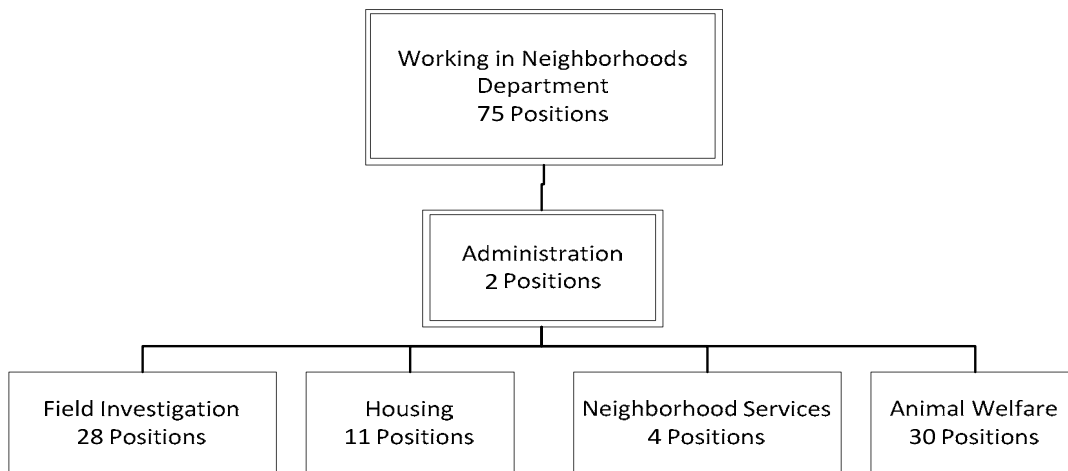 Working in Neighborhoods
Department
75 Positions
Administration
2 Positions
Field Investigation
28 Positions
Housing
11 Positions
Neighborhood Services
4 Positions
Animal Welfare
30 Positions